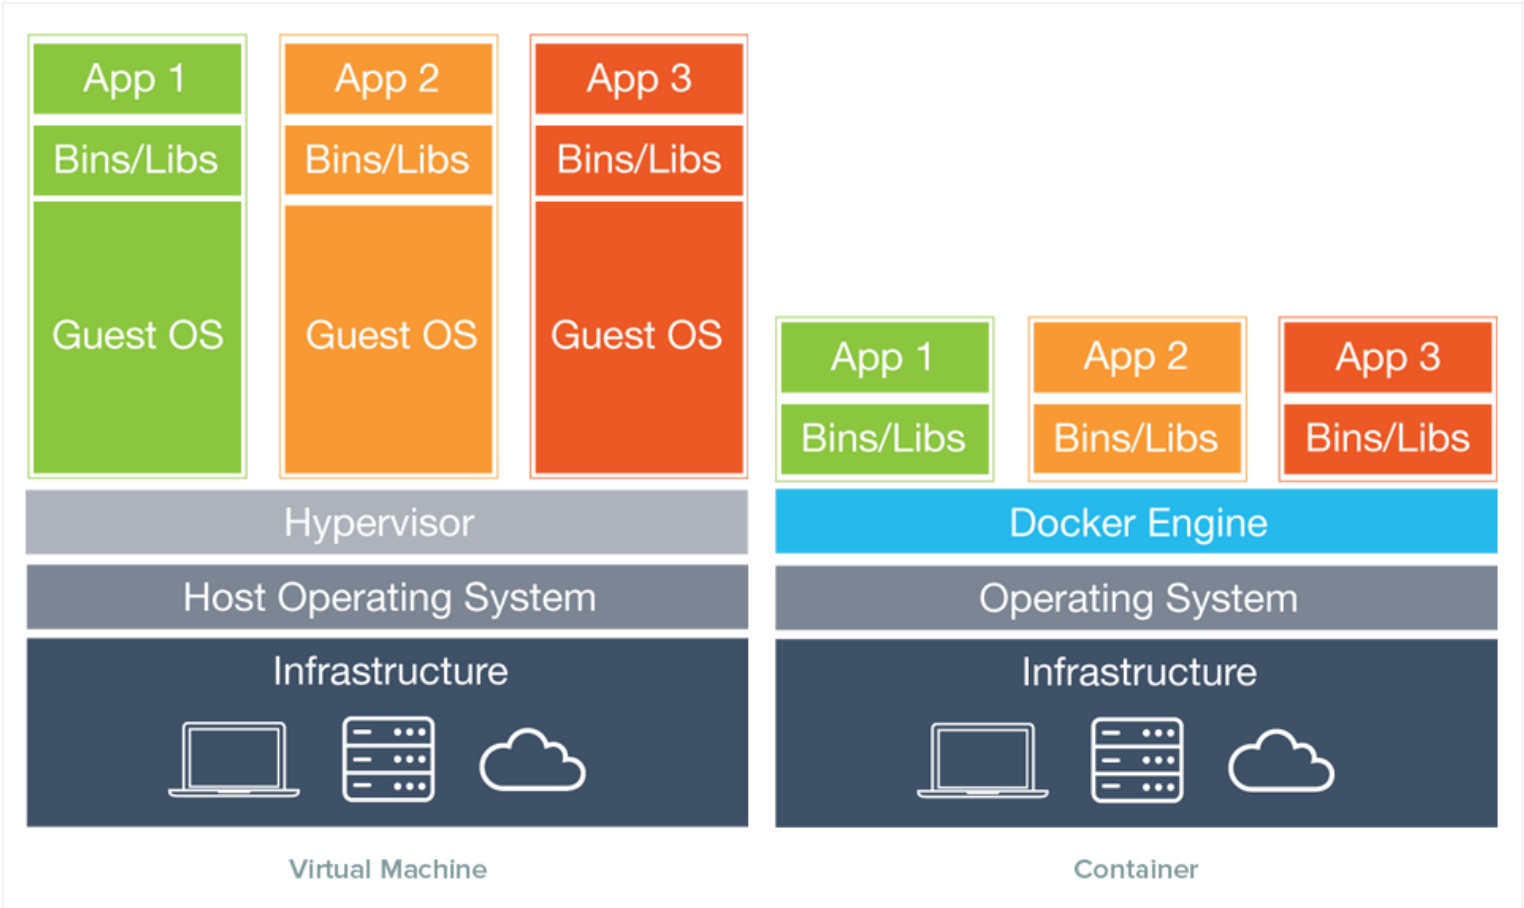 App 1
App 2
App 3
Bins/Libs
Bins/Libs
Bins/Libs
Guest OS
Guest OS
Guest OS
Hypervisor
Host Operating System
Infrastructure
Virtual Machine
App 1
App 2
App 3
Bins/Libs
Bins/Libs
Bins/Libs
Docker Engine
Operating System
Infrastructure
Container